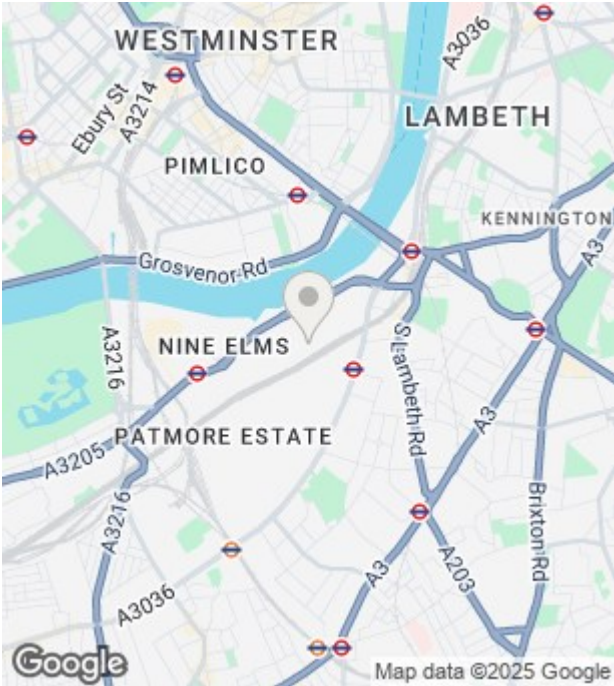 A3036
WESTMINSTER
Ebury St
A3214
LAMBETH
PIMLICO
KENNINGTON
A3
Grosvenor Rd
A3216
NINE ELMS
S Lambeth Rd
A3
PATMORE ESTATE
A3205
A3216
Brixton Rd
A203
A3
A3036
Google
Map data ©2025 Google